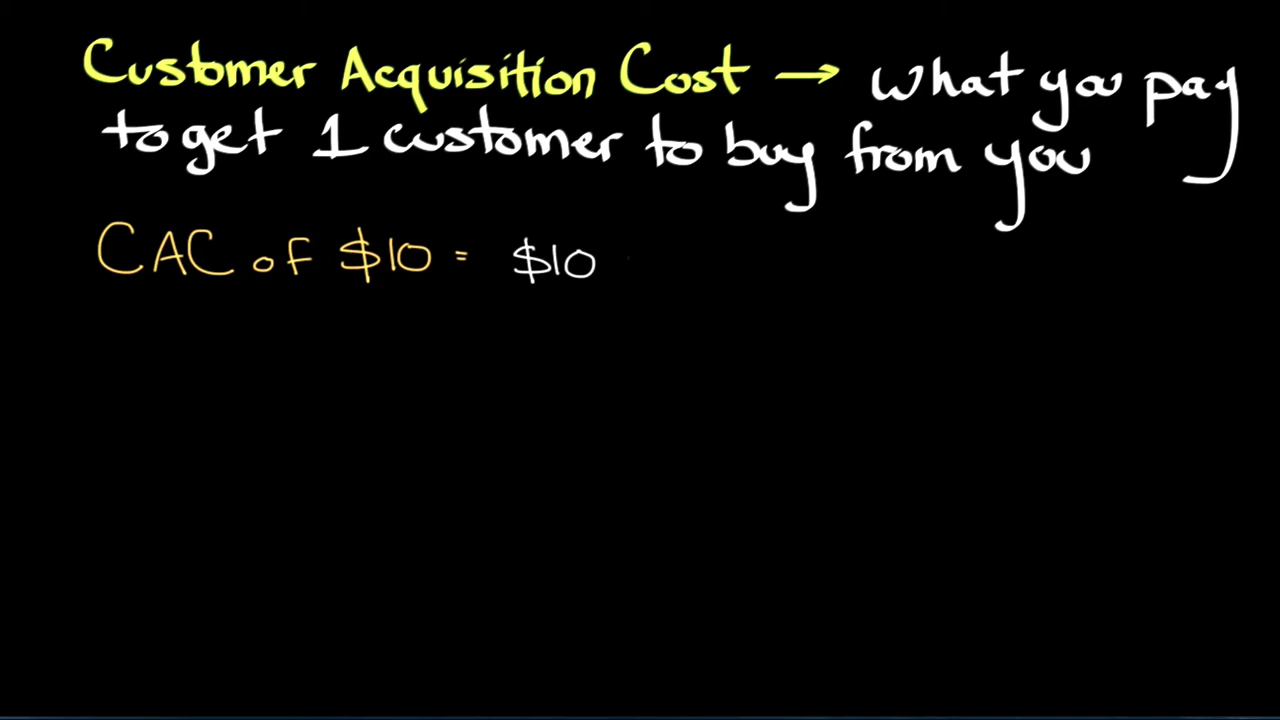 Customer Acquisition Cost → what you pay
to get 1 customer to buy from you
CAC of $10 = $10